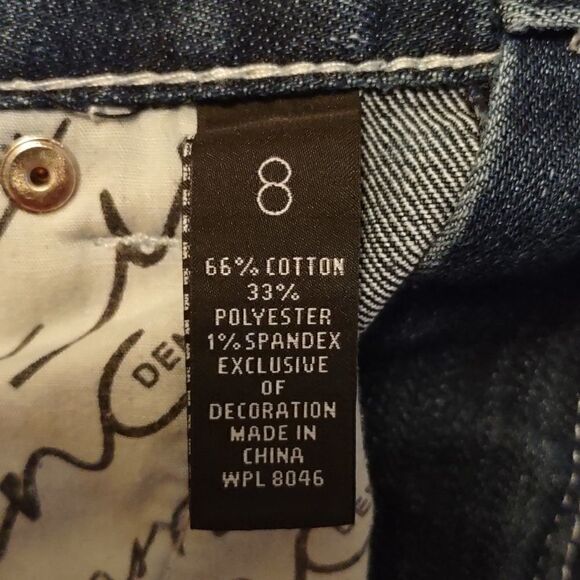 8
66% COTTON
33%
POLYESTER
1% SPANDEX
EXCLUSIVE
OF
DECORATION
MADE IN
CHINA
WPL 8046